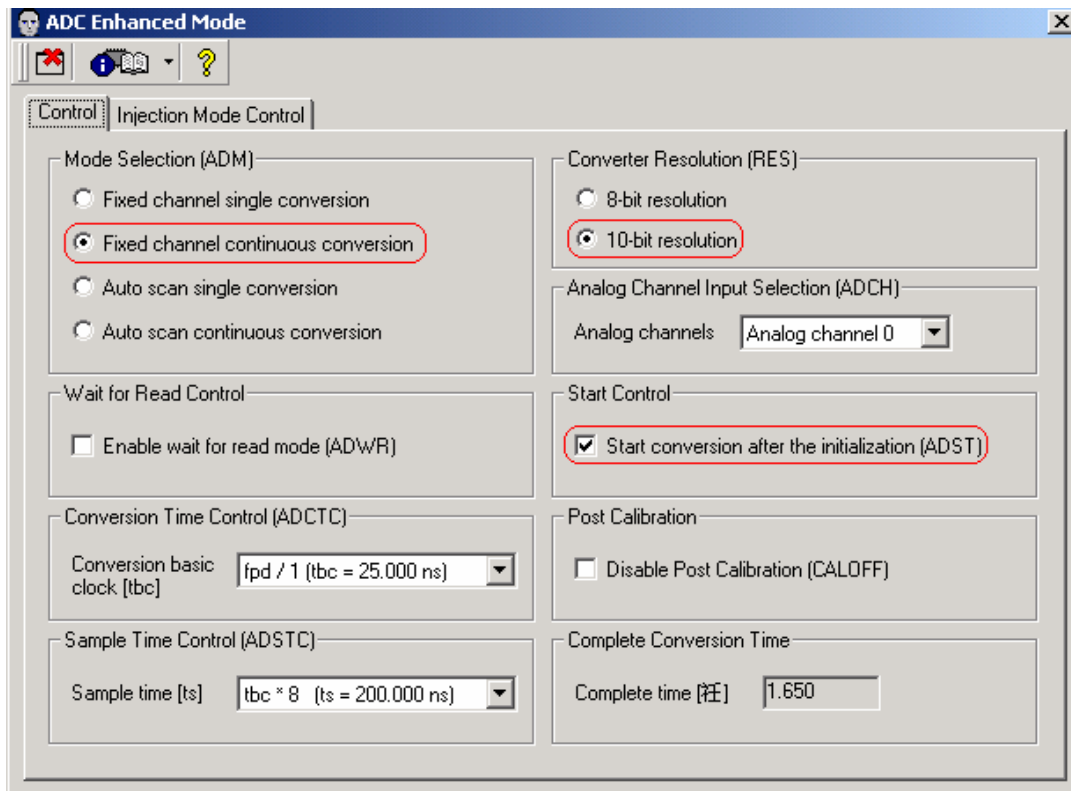 ADC Enhanced Mode
Control
Injection Mode Control
Mode Selection (ADM)
Fixed channel single conversion
Fixed channel continuous conversion
Auto scan single conversion
Auto scan continuous conversion
Converter Resolution (RES)
8-bit resolution
10-bit resolution
Analog Channel Input Selection (ADCH)
Analog channels
Analog channel 0
Wait for Read Control
Enable wait for read mode (ADWR)
Start Control
Start conversion after the initialization (ADST)
Conversion Time Control (ADCTC)
Conversion basic
clock [tbc]
fpd / 1 (tbc = 25.000 ns)
Post Calibration
Disable Post Calibration (CALOFF)
Sample Time Control (ADSTC)
Sample time [ts]
tbc * 8 (ts = 200.000 ns)
Complete Conversion Time
Complete time [祍]
1.650